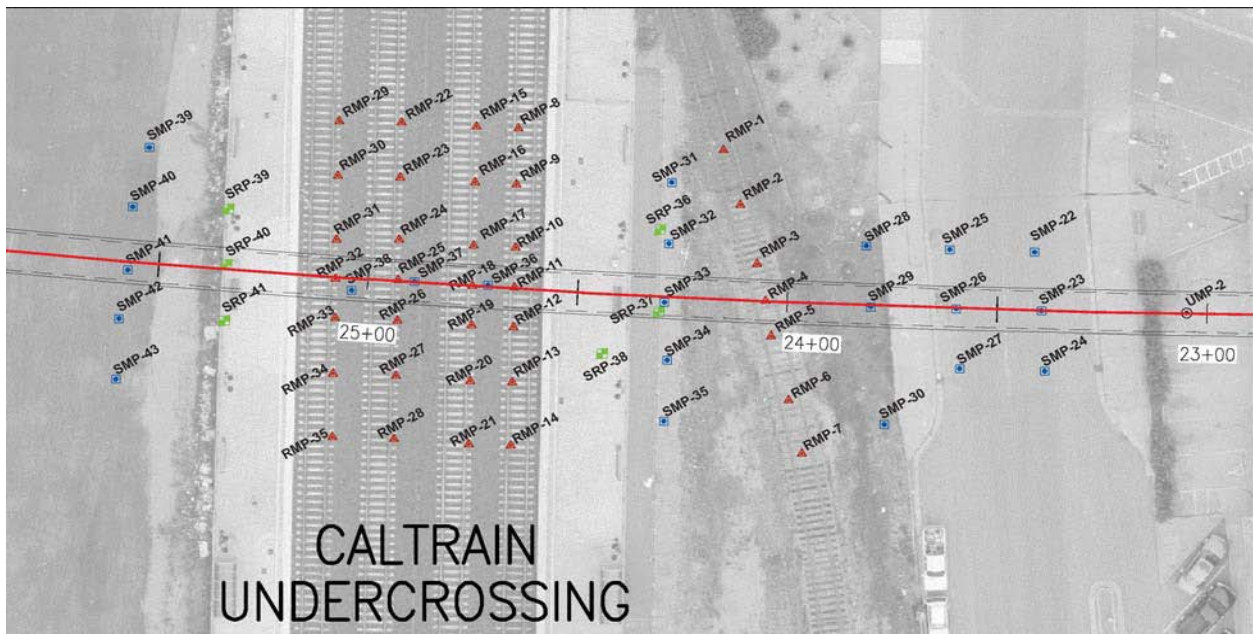 RMP-29
RMP-22
RMP-15
RMP-8
SMP-39
RMP-1
RMP-30
RMP-23
RMP-16
RMP-9
SMP-31
SMP-40
SRP-39
RMP-2
RMP-31
RMP-24
RMP-17
RMP-10
SRP-36
SMP-32
SMP-28
SMP-25
SMP-22
SMP-41
SRP-40
RMP-32
SMP-38
RMP-25
SMP-37
RMP-18
SMP-36
RMP-11
RMP-3
SMP-42
SRP-41
RMP-33
RMP-26
RMP-19
RMP-12
SRP-37
SMP-33
RMP-4
SMP-29
SMP-26
SMP-23
UMP-2
25+00
RMP-5
24+00
23+00
SMP-43
RMP-34
RMP-27
RMP-20
RMP-13
SRP-38
SMP-34
SMP-27
SMP-24
RMP-35
RMP-28
RMP-21
RMP-14
SMP-35
RMP-6
SMP-30
RMP-7
CALTRAIN
UNDERCROSSING